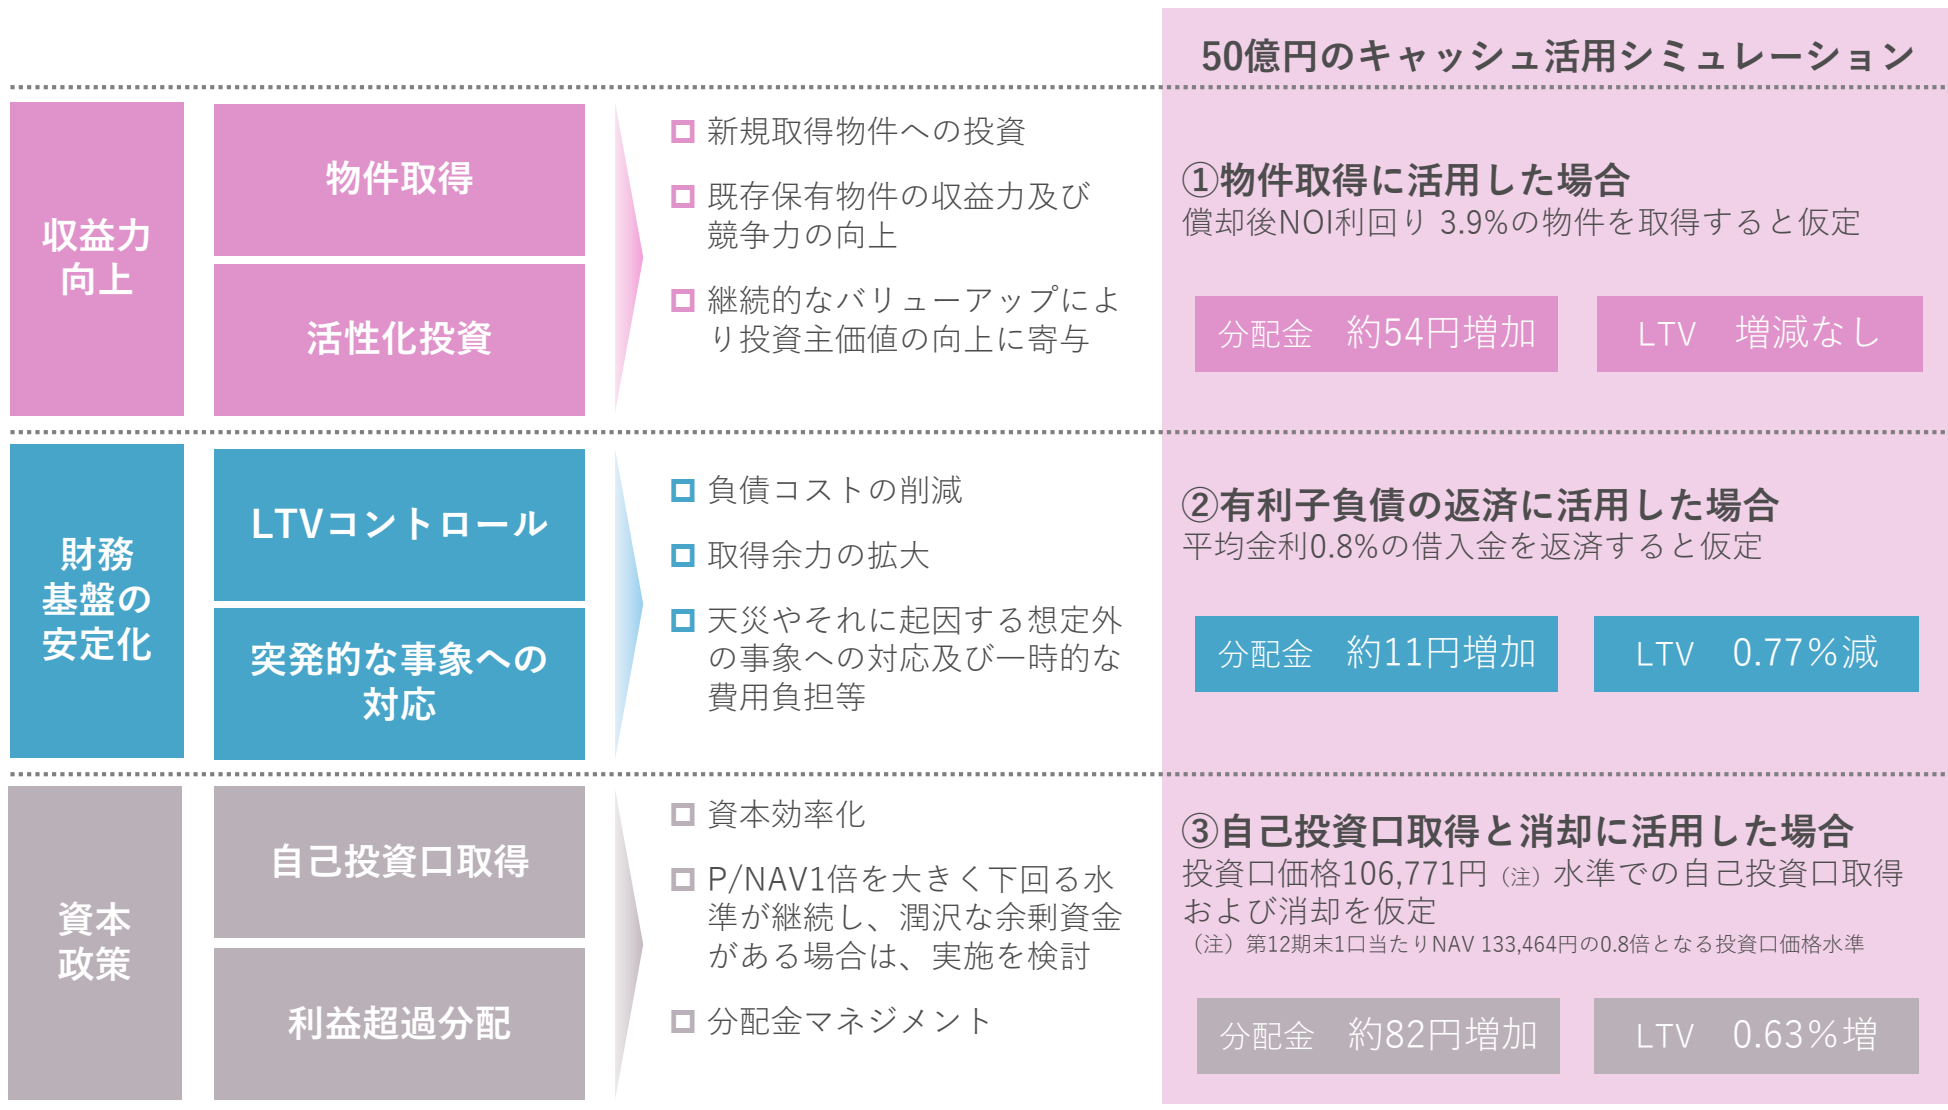 50億円のキャッシュ活用シミュレーション
収益力
向上
物件取得
活性化投資
新規取得物件への投資
既存保有物件の収益力及び
競争力の向上
継続的なバリューアップによ
り投資主価値の向上に寄与
①物件取得に活用した場合
償却後NOI利回り 3.9%の物件を取得すると仮定
分配金　約54円増加
LTV　増減なし
財務
基盤の
安定化
LTVコントロール
突発的な事象への
対応
負債コストの削減
取得余力の拡大
天災やそれに起因する想定外
の事象への対応及び一時的な
費用負担等
②有利子負債の返済に活用した場合
平均金利0.8%の借入金を返済すると仮定
分配金　約11円増加
LTV　0.77%減
資本
政策
自己投資口取得
利益超過分配
資本効率化
P/NAV1倍を大きく下回る水
準が継続し、潤沢な余剰資金
がある場合は、実施を検討
分配金マネジメント
③自己投資口取得と消却に活用した場合
投資口価格106,771円（注）水準での自己投資口取得
および消却を仮定
（注）第12期末1口当たりNAV 133,464円の0.8倍となる投資口価格水準
分配金　約82円増加
LTV　0.63%増